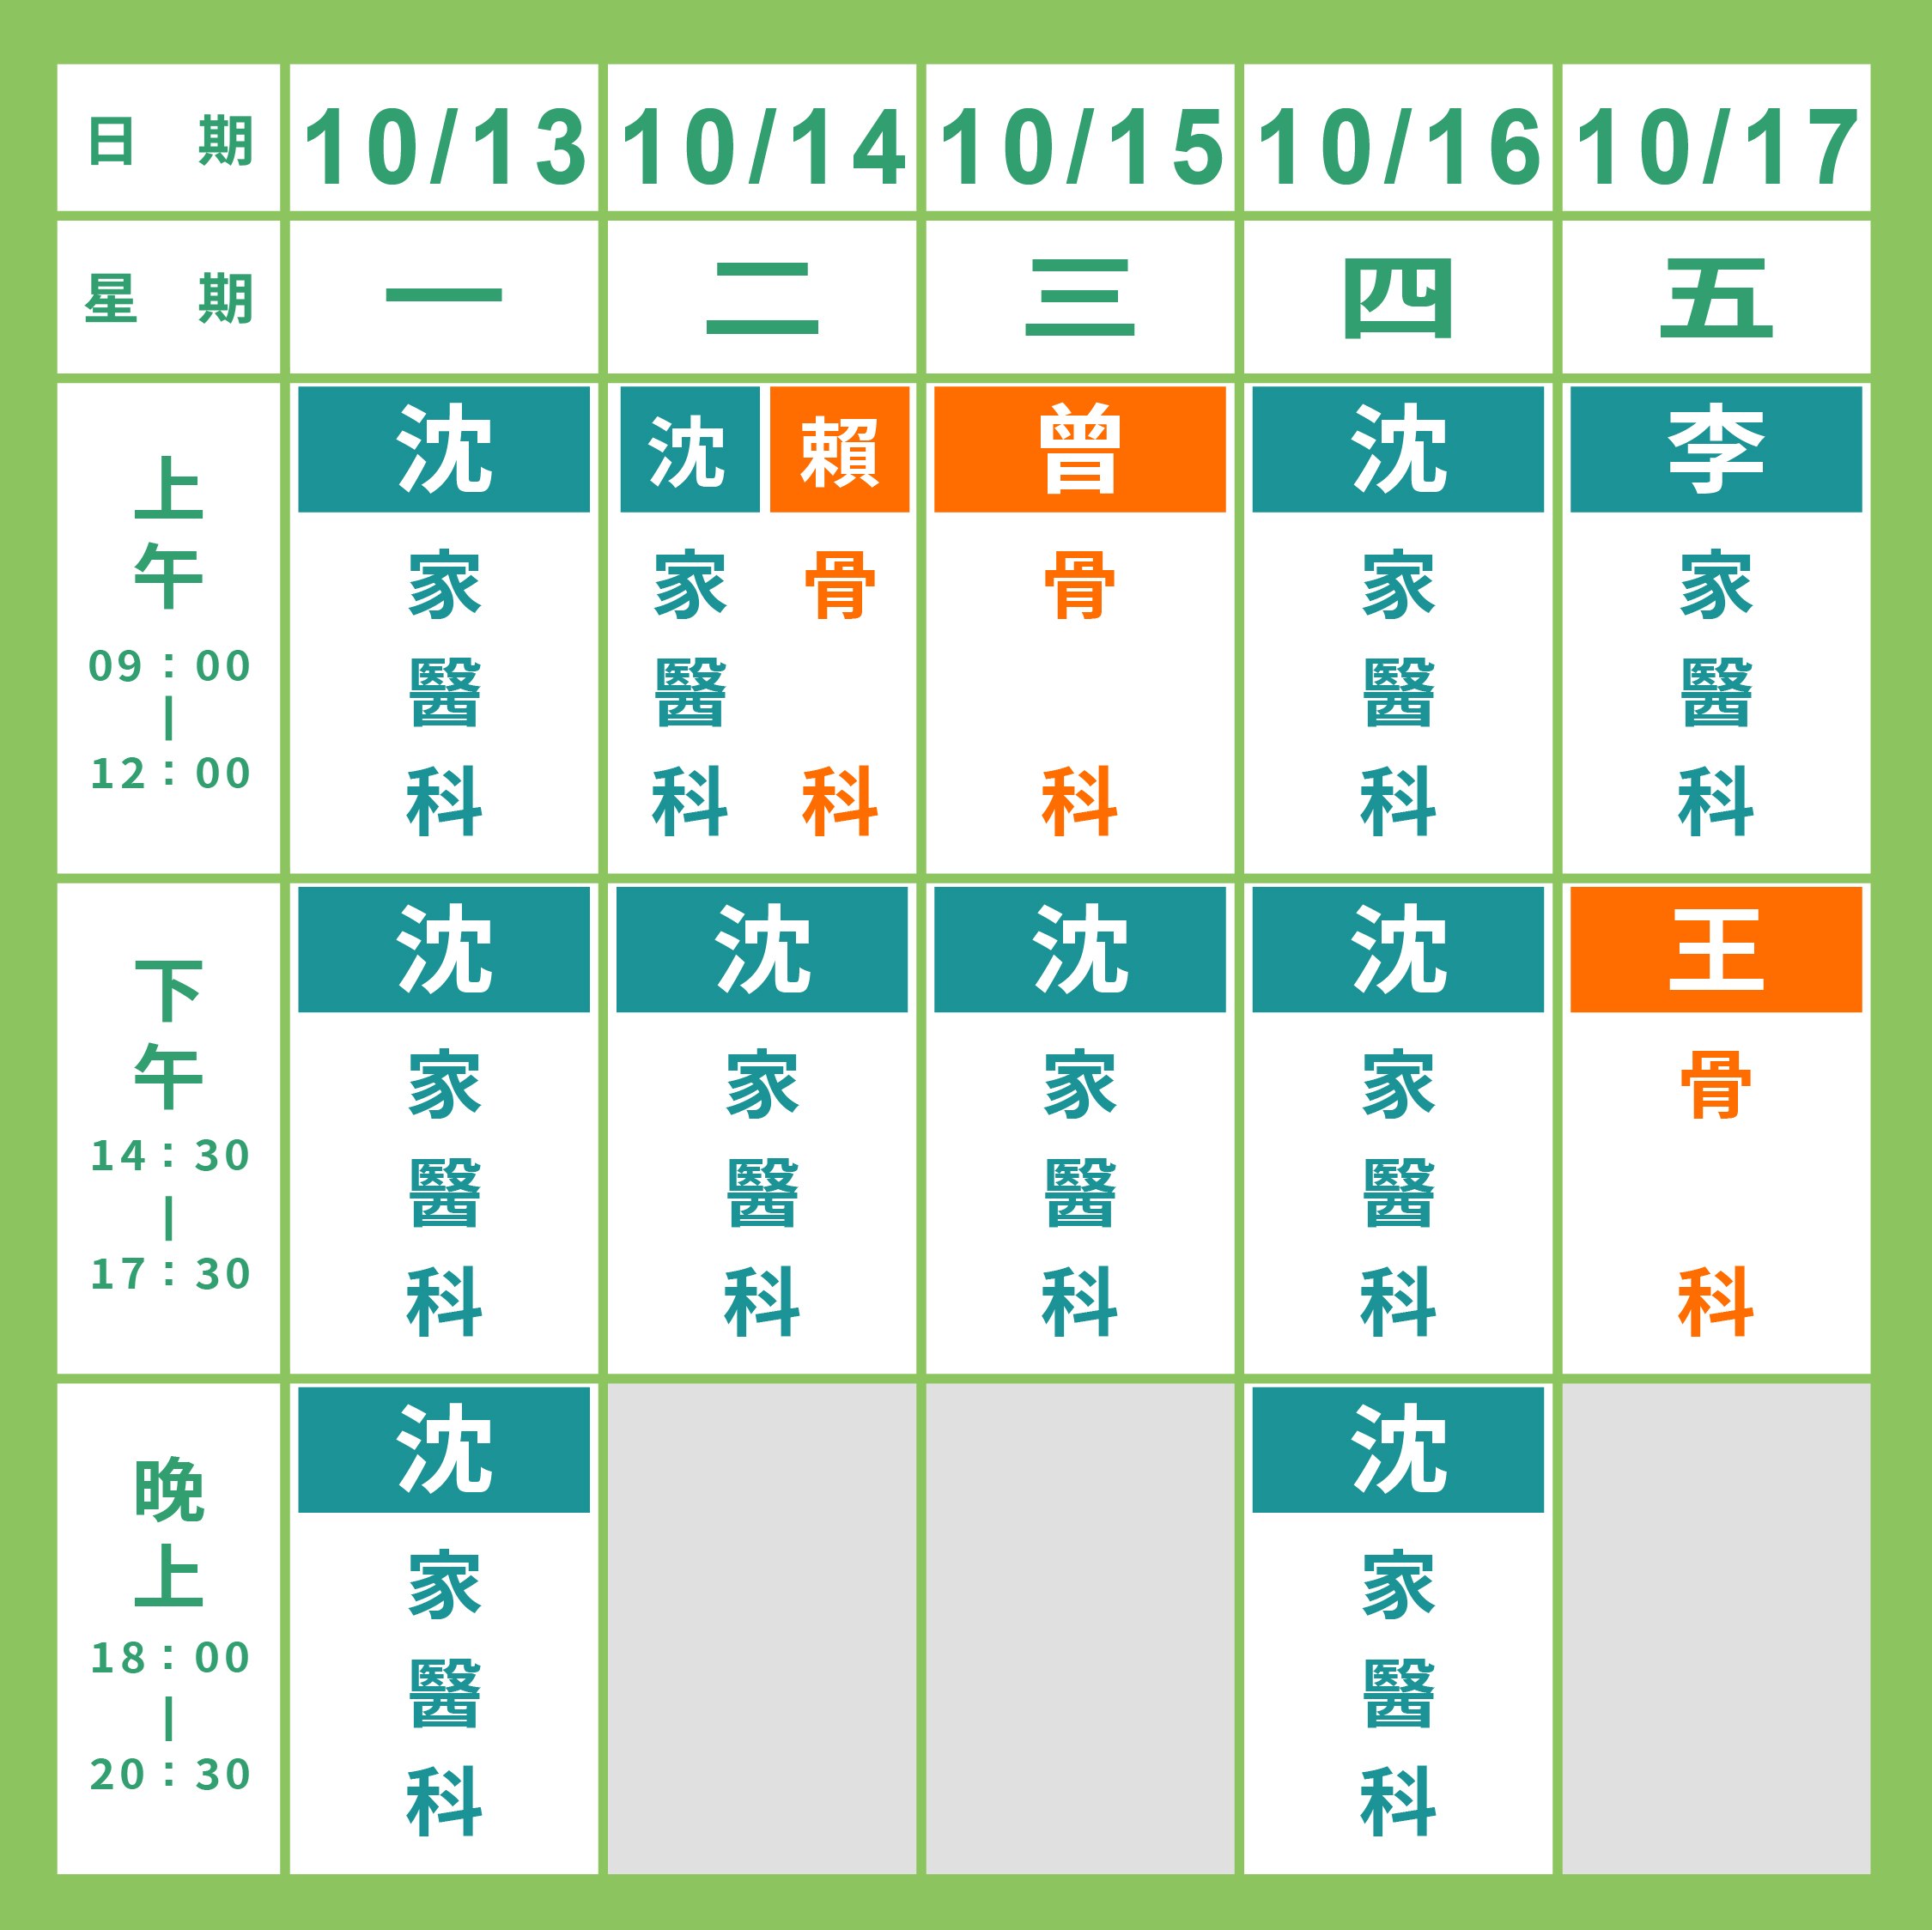 日 期 10/13 10/14 10/15 10/16 10/17
星 期 一 二 三 四 五
上午 09:00 | 12:00
沈 家醫科
沈 家醫科
賴 骨科
曾 骨科
沈 家醫科
李 家醫科
下午 14:30 | 17:30
沈 家醫科
沈 家醫科
沈 家醫科
沈 家醫科
王 骨科
晚上 18:00 | 20:30
沈 家醫科
沈 家醫科